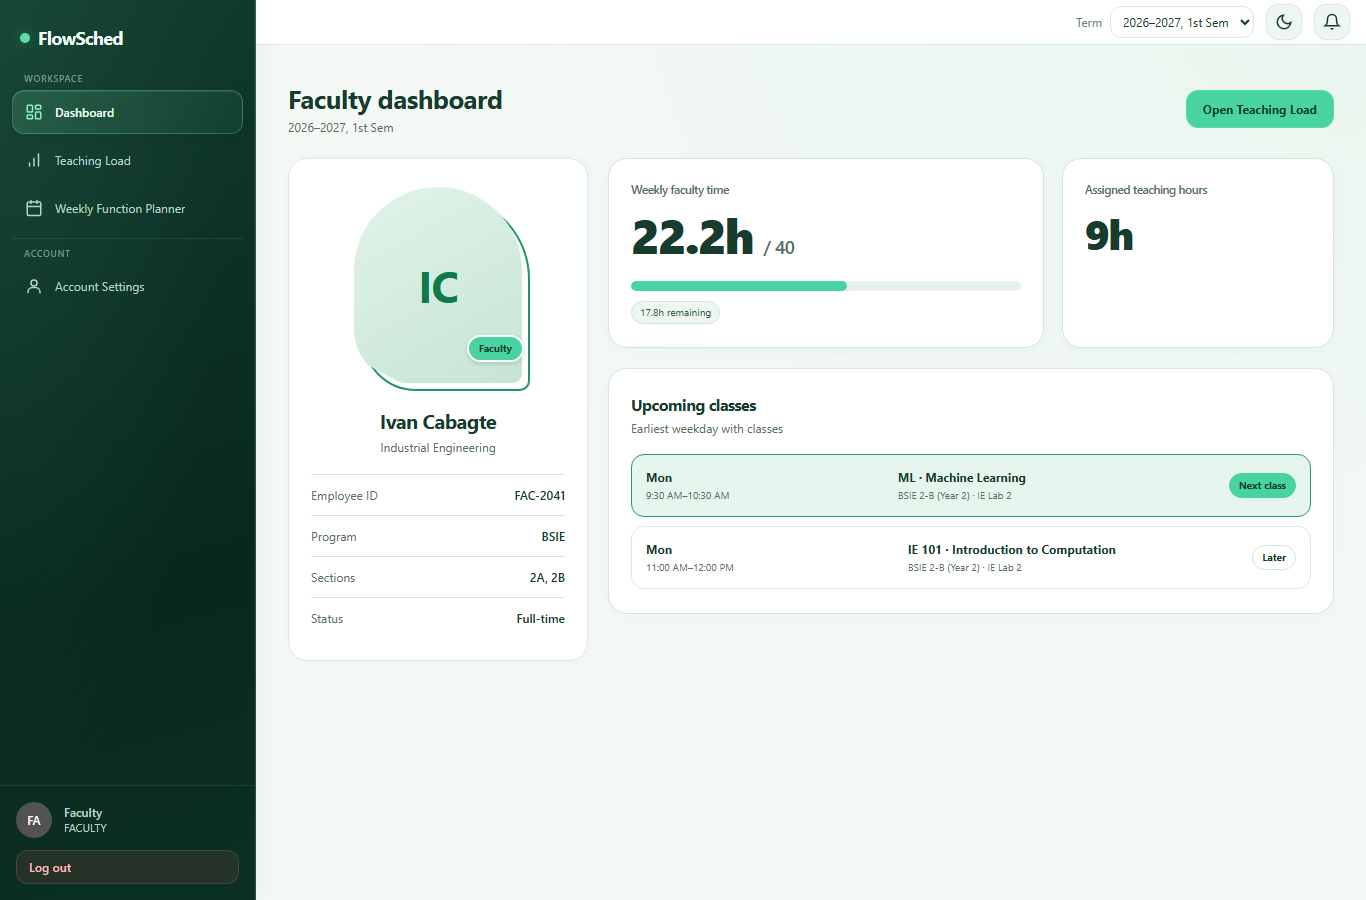 FlowSched
WORKSPACE
Dashboard
Teaching Load
Weekly Function Planner
ACCOUNT
Account Settings
FA
Faculty
FACULTY
Log out
Term
2026–2027, 1st Sem
Faculty dashboard
2026–2027, 1st Sem
Open Teaching Load
IC
Faculty
Ivan Cabagte
Industrial Engineering
Employee ID FAC-2041
Program BSIE
Sections 2A, 2B
Status Full-time
Weekly faculty time
22.2h / 40
17.8h remaining
Assigned teaching hours
9h
Upcoming classes
Earliest weekday with classes
Mon
9:30 AM–10:30 AM
ML · Machine Learning
BSIE 2-B (Year 2) · IE Lab 2
Next class
Mon
11:00 AM–12:00 PM
IE 101 · Introduction to Computation
BSIE 2-B (Year 2) · IE Lab 2
Later